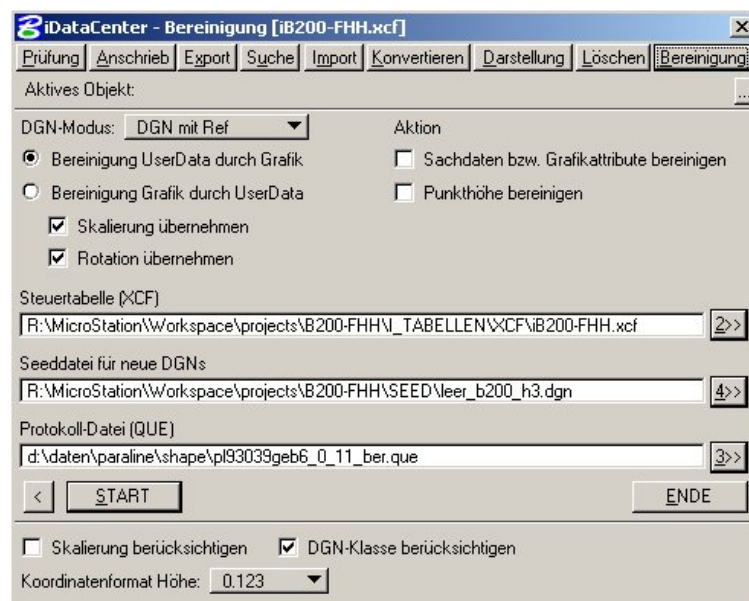 iDataCenter - Bereinigung [iB200-FHH.xcf]
Prüfung Anschrieb Export Suche Import Konvertieren Darstellung Löschen Bereinigung
Aktives Objekt: ...
DGN-Modus: DGN mit Ref Aktion
Bereinigung UserData durch Grafik Sachdaten bzw. Grafikattribute bereinigen
Bereinigung Grafik durch UserData Punkthöhe bereinigen
Skalierung übernehmen
Rotation übernehmen
Steuertabelle (XCF)
R:\MicroStation\Workspace\projects\B200-FHH\I_TABELLEN\XCF\iB200-FHH.xcf 2>>
Seeddatei für neue DGNs
R:\MicroStation\Workspace\projects\B200-FHH\SEED\leer_b200_h3.dgn 4>>
Protokoll-Datei (QUE)
d:\daten\paraline\shape\pl93039geb6_0_11_ber.que 3>>
< START ENDE
Skalierung berücksichtigen DGN-Klasse berücksichtigen
Koordinatenformat Höhe: 0.123